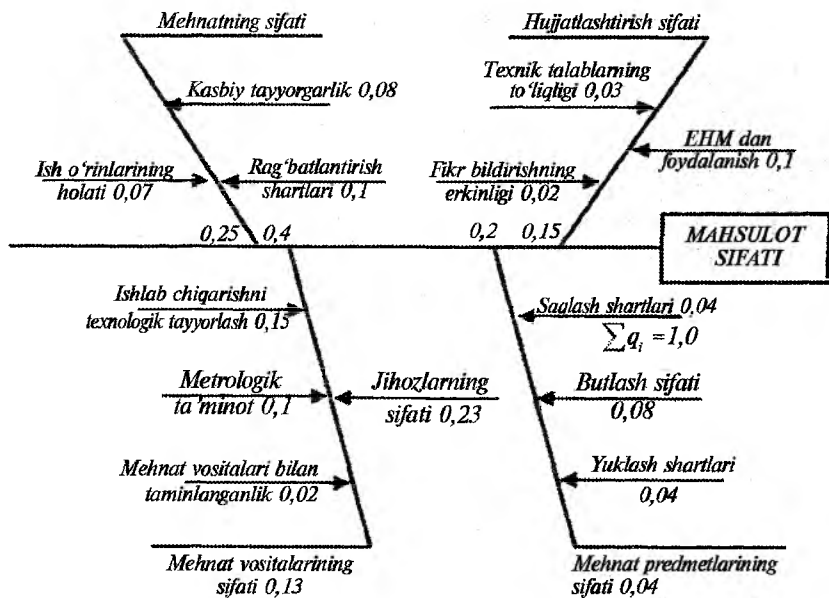 Mehnatning sifati
Hujjatlashtirish sifati
Kasbiy tayyorgarlik 0,08
Texnik talablarning
to‘liqligi 0,03
EHM dan
foydalanish 0,1
Ish o‘rinlarining
holati 0,07
Rag‘batlantirish
shartlari 0,1
Fikr bildirishning
erkinligi 0,02
0,25 0,4
0,2 0,15
MAHSULOT
SIFATI
Ishlab chiqarishni
texnologik tayyorlash 0,15
Saqlash shartlari 0,04
∑qi =1,0
Metrologik
ta’minot 0,1
Jihozlarning
sifati 0,23
Butlash sifati
0,08
Mehnat vositalari bilan
taminlanganlik 0,02
Yuklash shartlari
0,04
Mehnat vositalarining
sifati 0,13
Mehnat predmetlarining
sifati 0,04